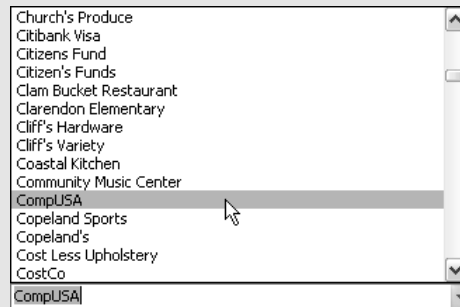 Church's Produce
Citibank Visa
Citizens Fund
Citizen's Funds
Clam Bucket Restaurant
Clarendon Elementary
Cliff's Hardware
Cliff's Variety
Coastal Kitchen
Community Music Center
CompUSA
Copeland Sports
Copeland's
Cost Less Upholstery
CostCo
CompUSA